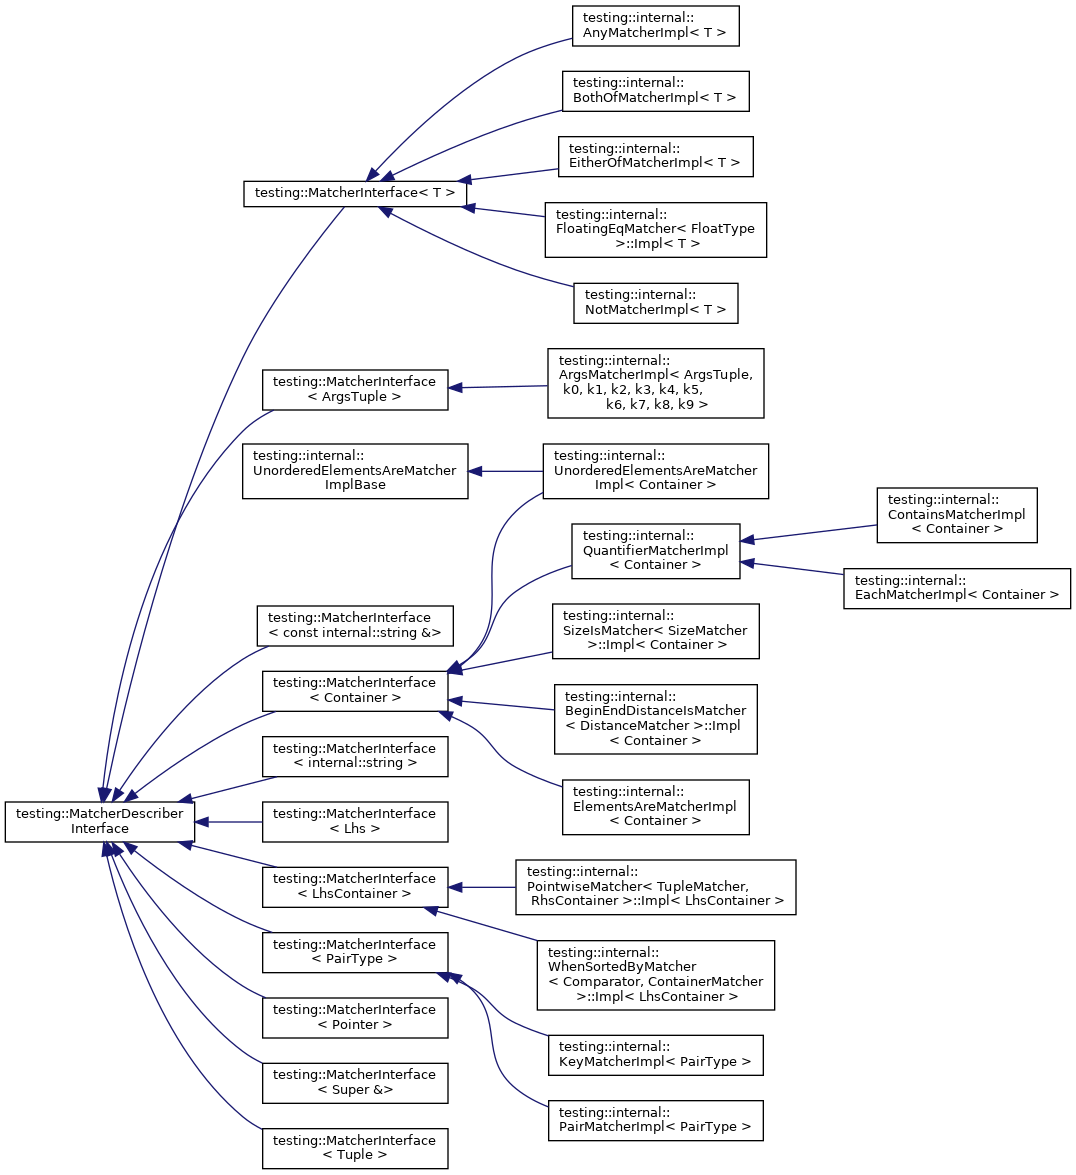 testing::internal::
AnyMatcherImpl< T >
testing::internal::
BothOfMatcherImpl< T >
testing::internal::
EitherOfMatcherImpl< T >
testing::MatcherInterface< T >
testing::internal::
FloatingEqMatcher< FloatType
>::Impl< T >
testing::internal::
NotMatcherImpl< T >
testing::MatcherInterface
< ArgsTuple >
testing::internal::
ArgsMatcherImpl< ArgsTuple,
k0, k1, k2, k3, k4, k5,
k6, k7, k8, k9 >
testing::internal::
UnorderedElementsAreMatcher
ImplBase
testing::internal::
UnorderedElementsAreMatcher
Impl< Container >
testing::internal::
QuantifierMatcherImpl
< Container >
testing::internal::
ContainsMatcherImpl
< Container >
testing::internal::
EachMatcherImpl< Container >
testing::MatcherInterface
< const internal::string &>
testing::internal::
SizeIsMatcher< SizeMatcher
>::Impl< Container >
testing::MatcherInterface
< Container >
testing::internal::
BeginEndDistanceIsMatcher
< DistanceMatcher >::Impl
< Container >
testing::MatcherInterface
< internal::string >
testing::internal::
ElementsAreMatcherImpl
< Container >
testing::MatcherDescriber
Interface
testing::MatcherInterface
< Lhs >
testing::MatcherInterface
< LhsContainer >
testing::internal::
PointwiseMatcher< TupleMatcher,
RhsContainer >::Impl< LhsContainer >
testing::MatcherInterface
< PairType >
testing::internal::
WhenSortedByMatcher
< Comparator, ContainerMatcher
>::Impl< LhsContainer >
testing::MatcherInterface
< Pointer >
testing::internal::
KeyMatcherImpl< PairType >
testing::MatcherInterface
< Super &>
testing::internal::
PairMatcherImpl< PairType >
testing::MatcherInterface
< Tuple >